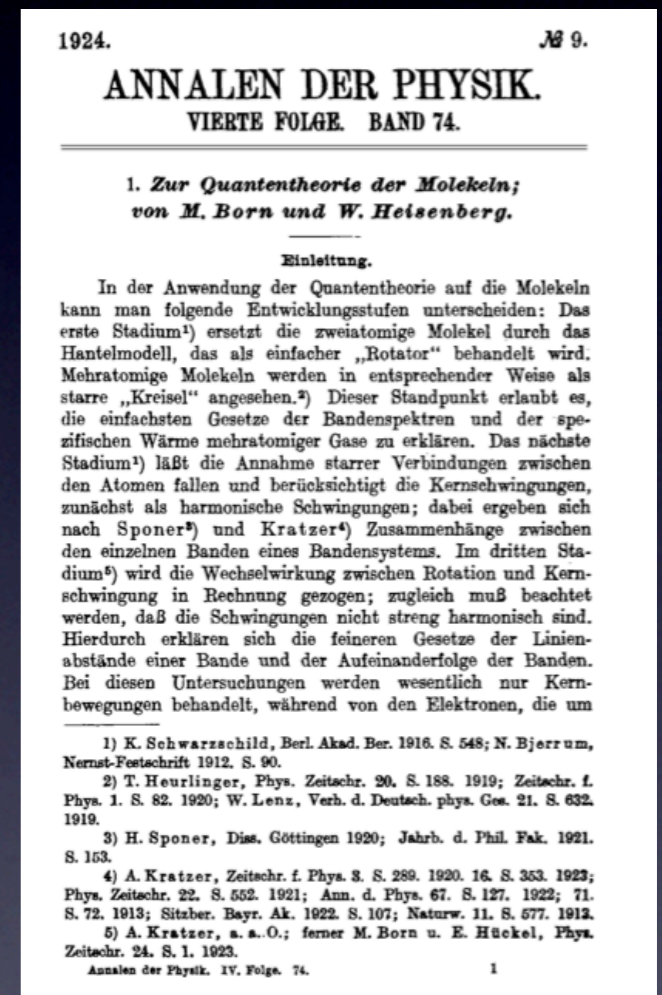 1924. № 9.
ANNALEN DER PHYSIK.
VIERTE FOLGE. BAND 74.
1. Zur Quantentheorie der Molekeln;
von M. Born und W. Heisenberg.
Einleitung.
In der Anwendung der Quantentheorie auf die Molekeln
kann man folgende Entwicklungsstufen unterscheiden: Das
erste Stadium¹) ersetzt die zweiatomige Molekel durch das
Hantelmodell, das als einfacher „Rotator“ behandelt wird.
Mehratomige Molekeln werden in entsprechender Weise als
starre „Kreisel“ angesehen.²) Dieser Standpunkt erlaubt es,
die einfachsten Gesetze der Bandenspektren und der spe-
zifischen Wärme mehratomiger Gase zu erklären. Das nächste
Stadium¹) läßt die Annahme starrer Verbindungen zwischen
den Atomen fallen und berücksichtigt die Kernschwingungen,
zunächst als harmonische Schwingungen; dabei ergeben sich
nach Sponer³) und Kratzer⁴) Zusammenhänge zwischen
den einzelnen Banden eines Bandensystems. Im dritten Sta-
dium⁵) wird die Wechselwirkung zwischen Rotation und Kern-
schwingung in Rechnung gezogen; zugleich muß beachtet
werden, daß die Schwingungen nicht streng harmonisch sind.
Hierdurch erklären sich die feineren Gesetze der Linien-
abstände einer Bande und der Aufeinanderfolge der Banden.
Bei diesen Untersuchungen werden wesentlich nur Kern-
bewegungen behandelt, während von den Elektronen, die um
1) K. Schwarzschild, Berl. Akad. Ber. 1916. S. 548; N. Bjerrum,
Nernst-Festschrift 1912. S. 90.
2) T. Heurlinger, Phys. Zeitschr. 20. S. 188. 1919; Zeitschr. f.
Phys. 1. S. 82. 1920; W. Lenz, Verh. d. Deutsch. phys. Ges. 21. S. 632.
1919.
3) H. Sponer, Diss. Göttingen 1920; Jahrb. d. Phil. Fak. 1921.
S. 153.
4) A. Kratzer, Zeitschr. f. Phys. 3. S. 289. 1920. 16. S. 353. 1923;
Phys. Zeitschr. 22. S. 552. 1921; Ann. d. Phys. 67. S. 127. 1922; 71.
S. 72. 1913; Sitzber. Bayr. Ak. 1922. S. 107; Naturw. 11. S. 577. 1913.
5) A. Kratzer, a. a. O.; ferner M. Born u. E. Hückel, Phys.
Zeitschr. 24. S. 1. 1923.
Annalen der Physik. IV. Folge. 74. 1